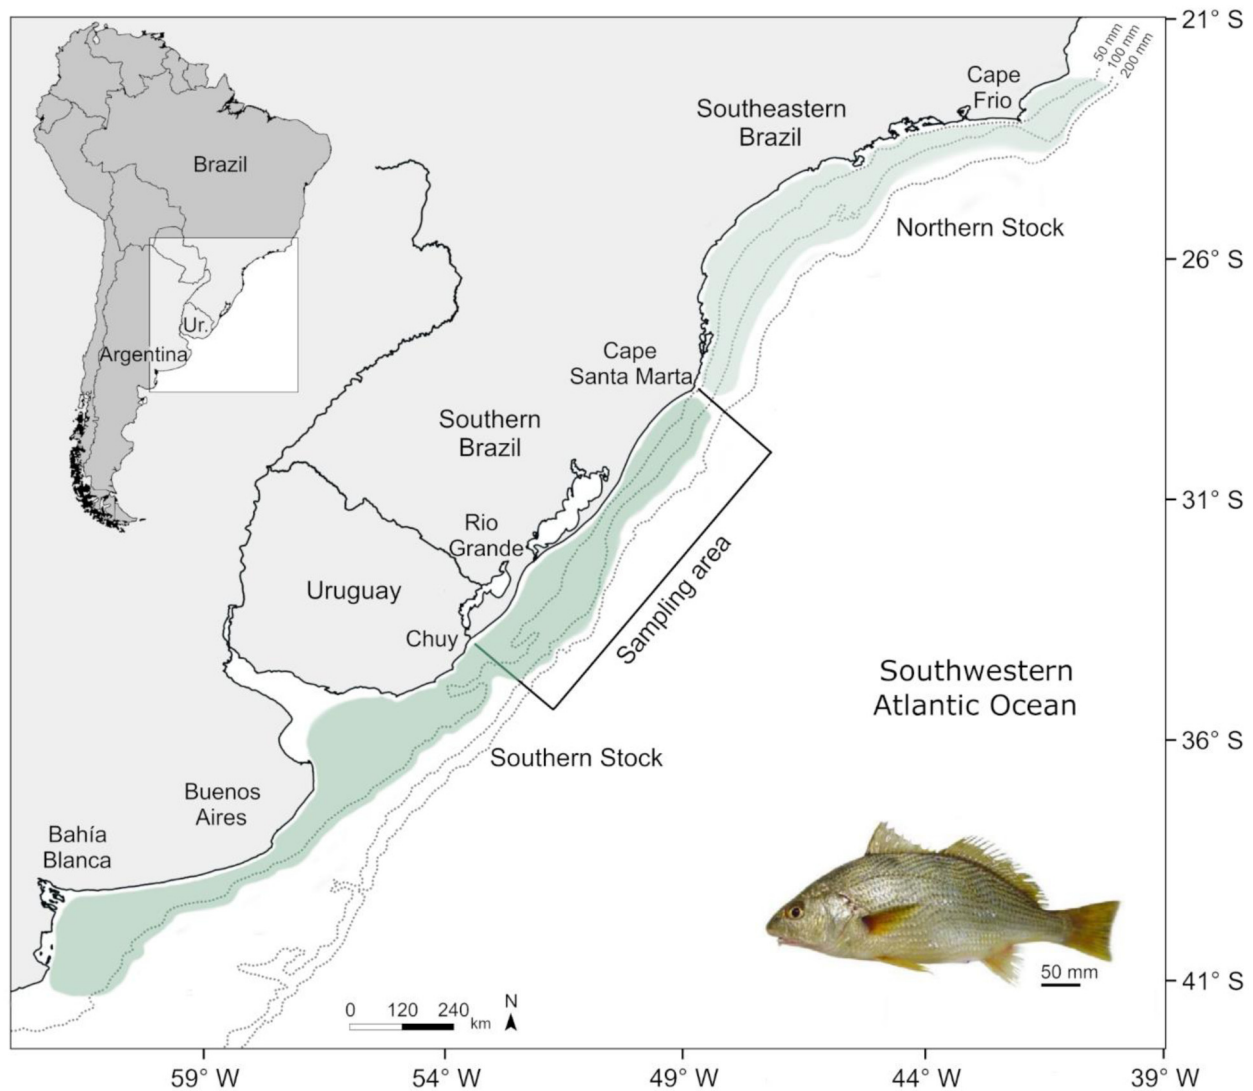 21° S
50 mm
100 mm
200 mm
Cape
Frio
Southeastern
Brazil
Brazil
Northern Stock
26° S
Ur.
Argentina
Cape
Santa Marta
Southern
Brazil
31° S
Rio
Grande
Sampling area
Uruguay
Chuy
Southwestern
Atlantic Ocean
36° S
Southern Stock
Buenos
Aires
Bahía
Blanca
50 mm
41° S
N
0 120 240
km
59° W 54° W 49° W 44° W 39° W